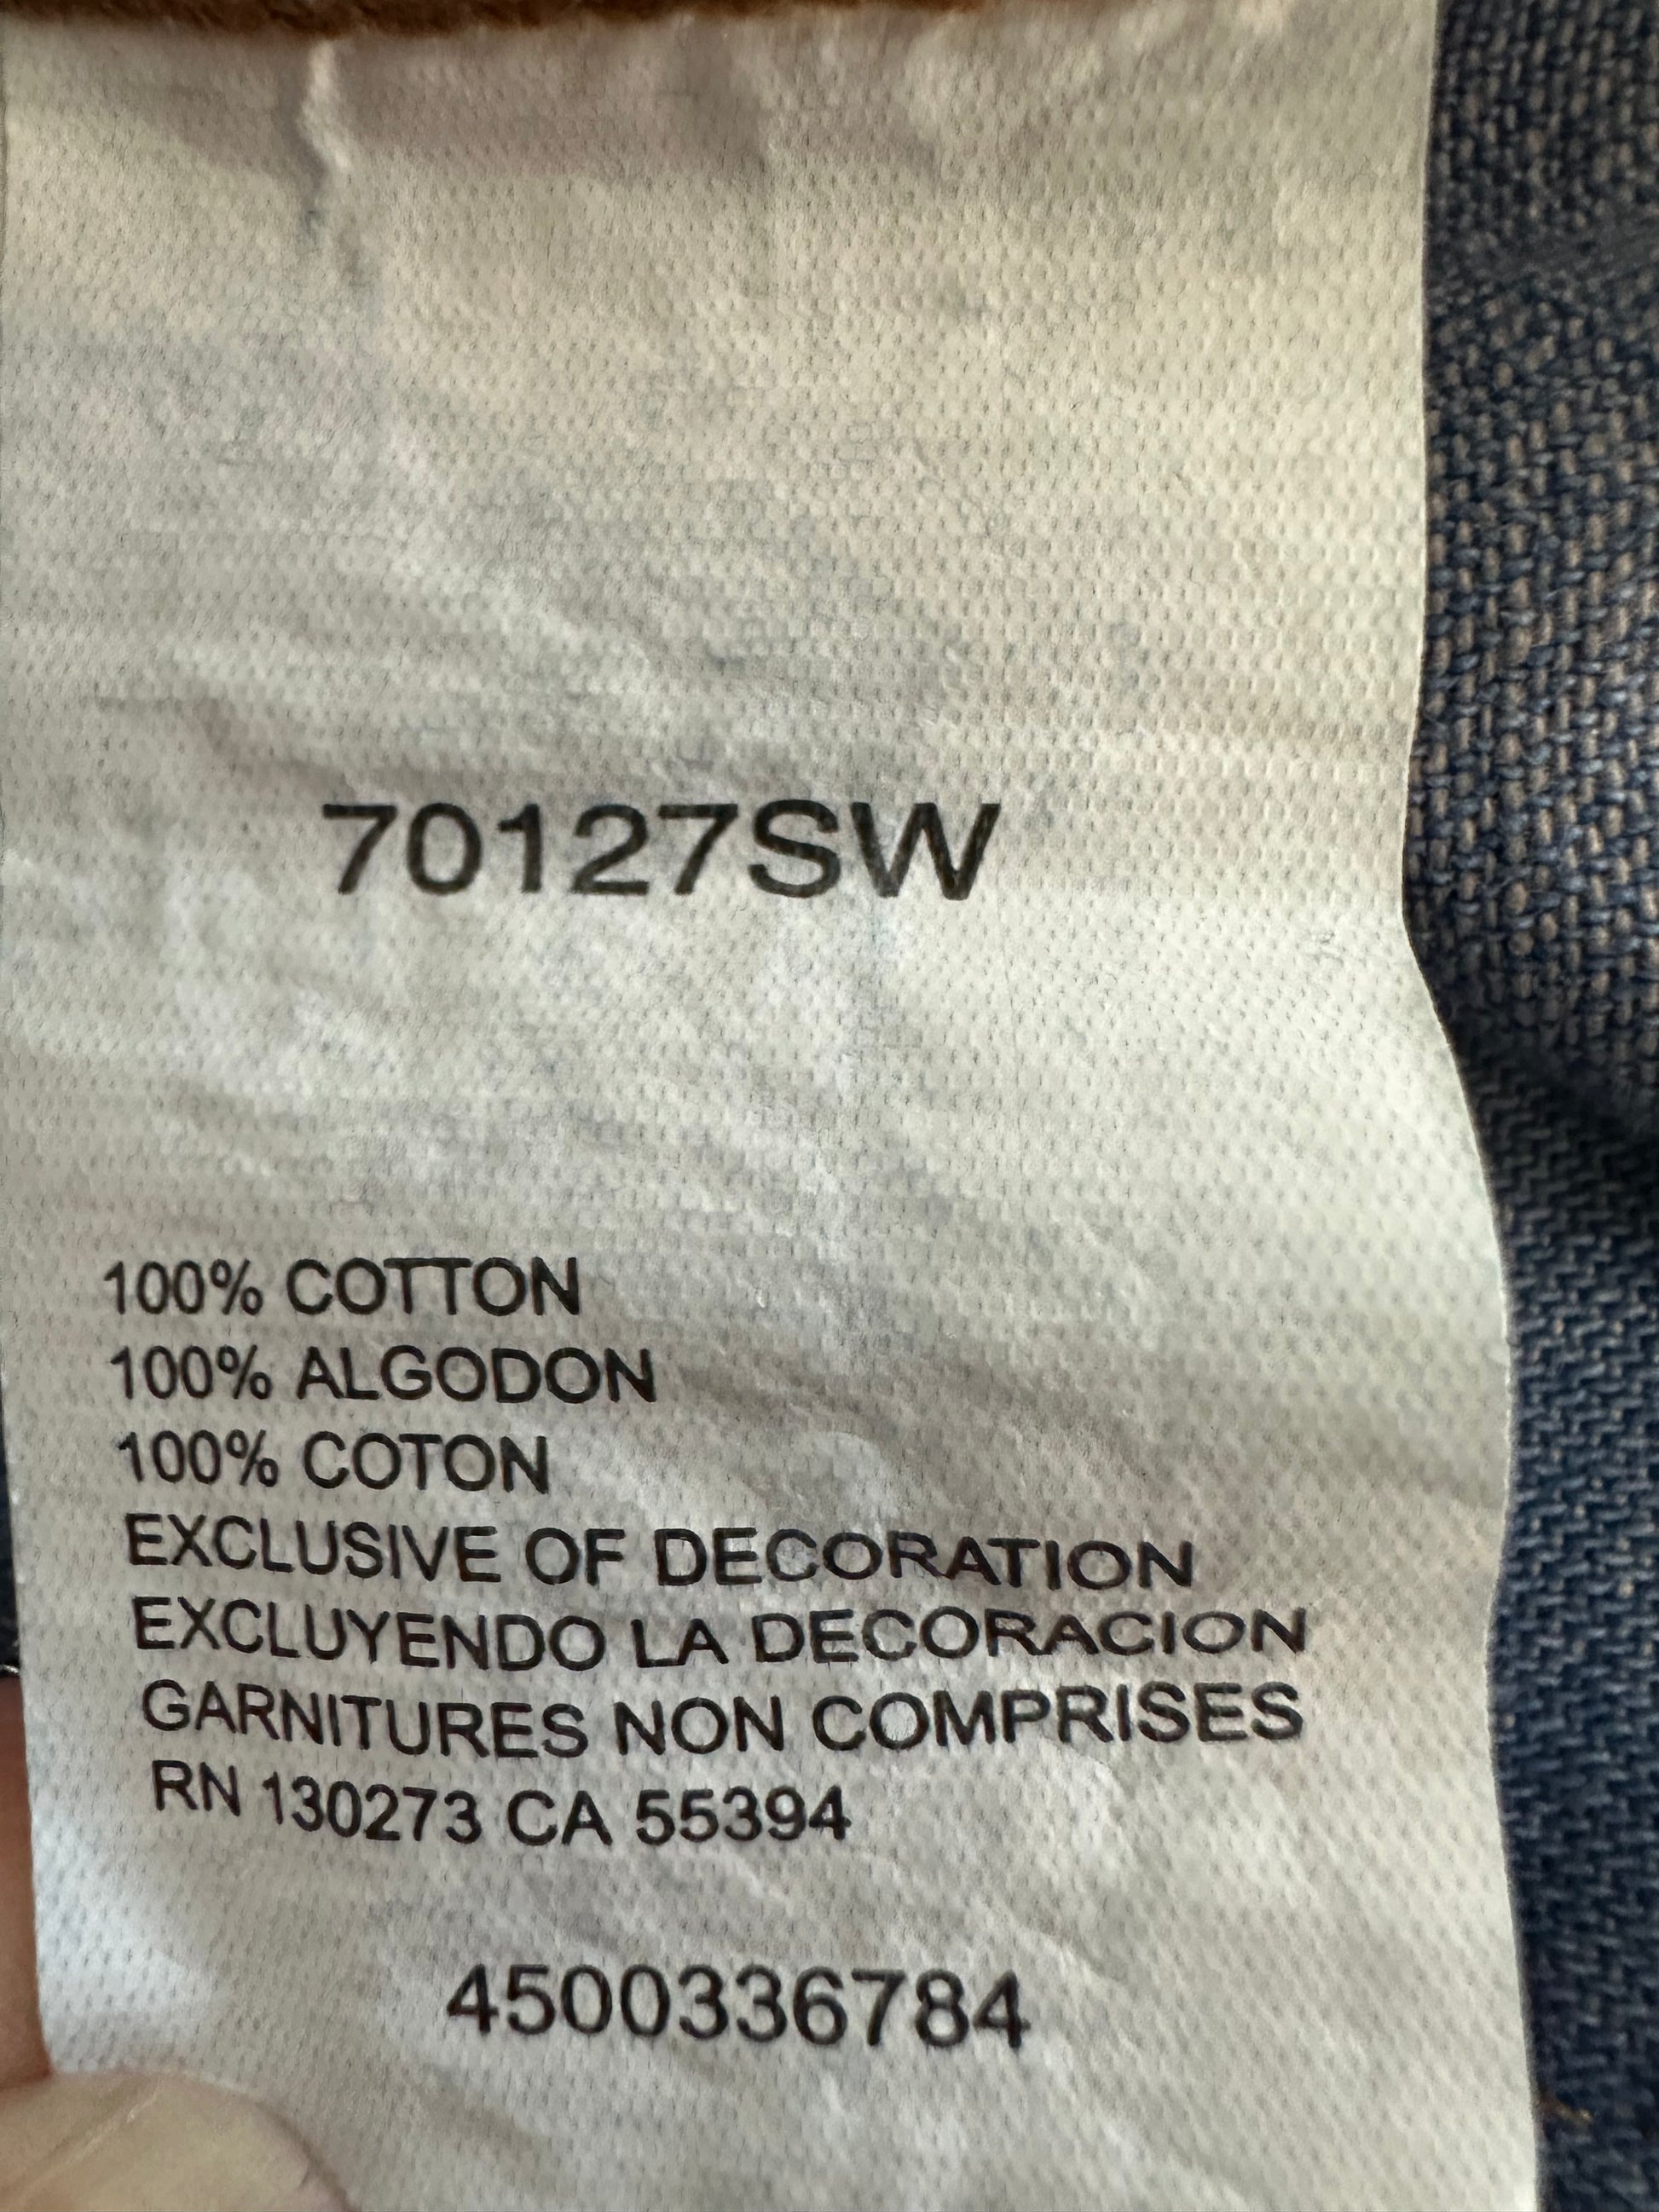 70127SW
100% COTTON
100% ALGODON
100% COTON
EXCLUSIVE OF DECORATION
EXCLUYENDO LA DECORACION
GARNITURES NON COMPRISES
RN 130273 CA 55394
4500336784